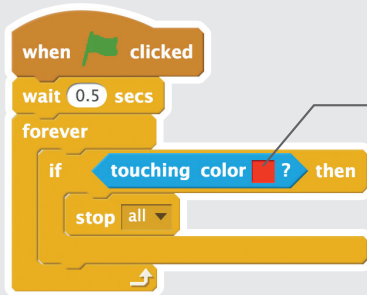 when clicked
wait 0.5 secs
forever
if touching color ? then
stop all